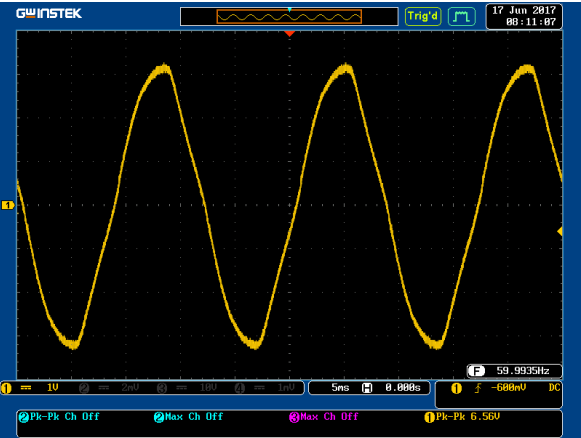 GWINSTEK
Trig'd
17 Jun 2017
08:11:07
1
F 59.9935Hz
1 1V 2 2mV 3 10V 4 1mV 5ms H 0.000s 1 -600mV DC
2 Pk-Pk Ch Off 2 Max Ch Off 3 Max Ch Off 1 Pk-Pk 6.56V